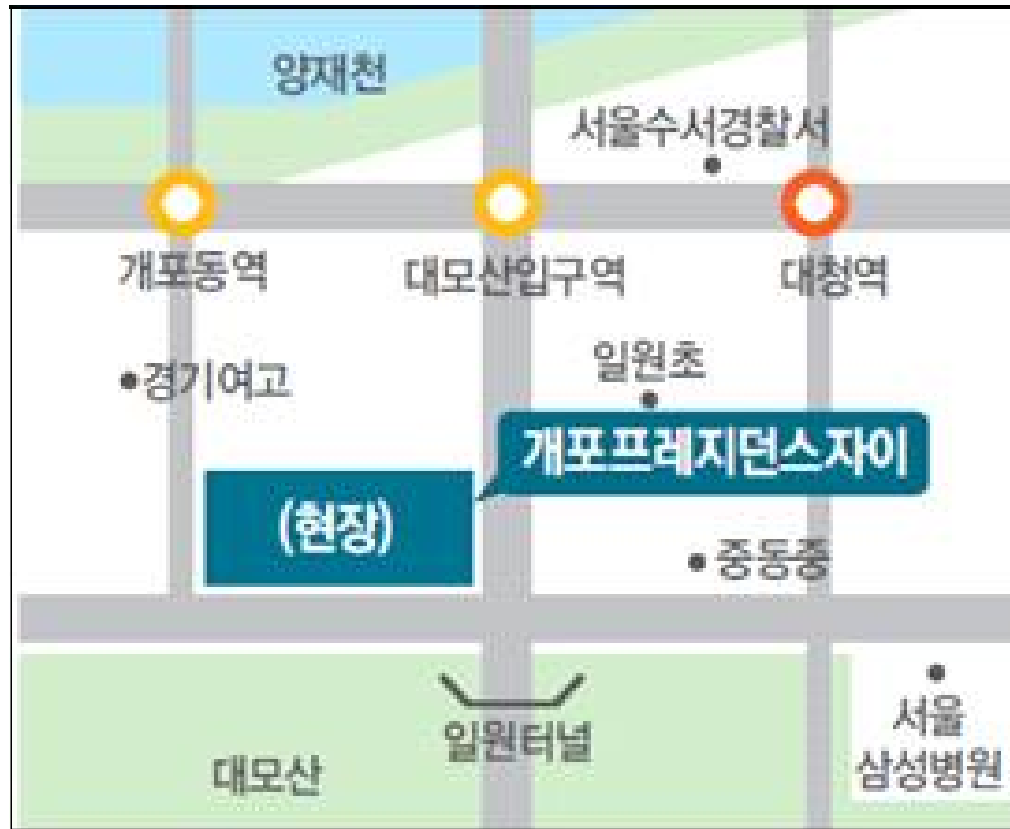 양재천
서울수서경찰서
개포동역
대모산입구역
대청역
일원초
경기여고
개포프레지던스자이
(현장)
중동중
서울
삼성병원
일원터널
대모산